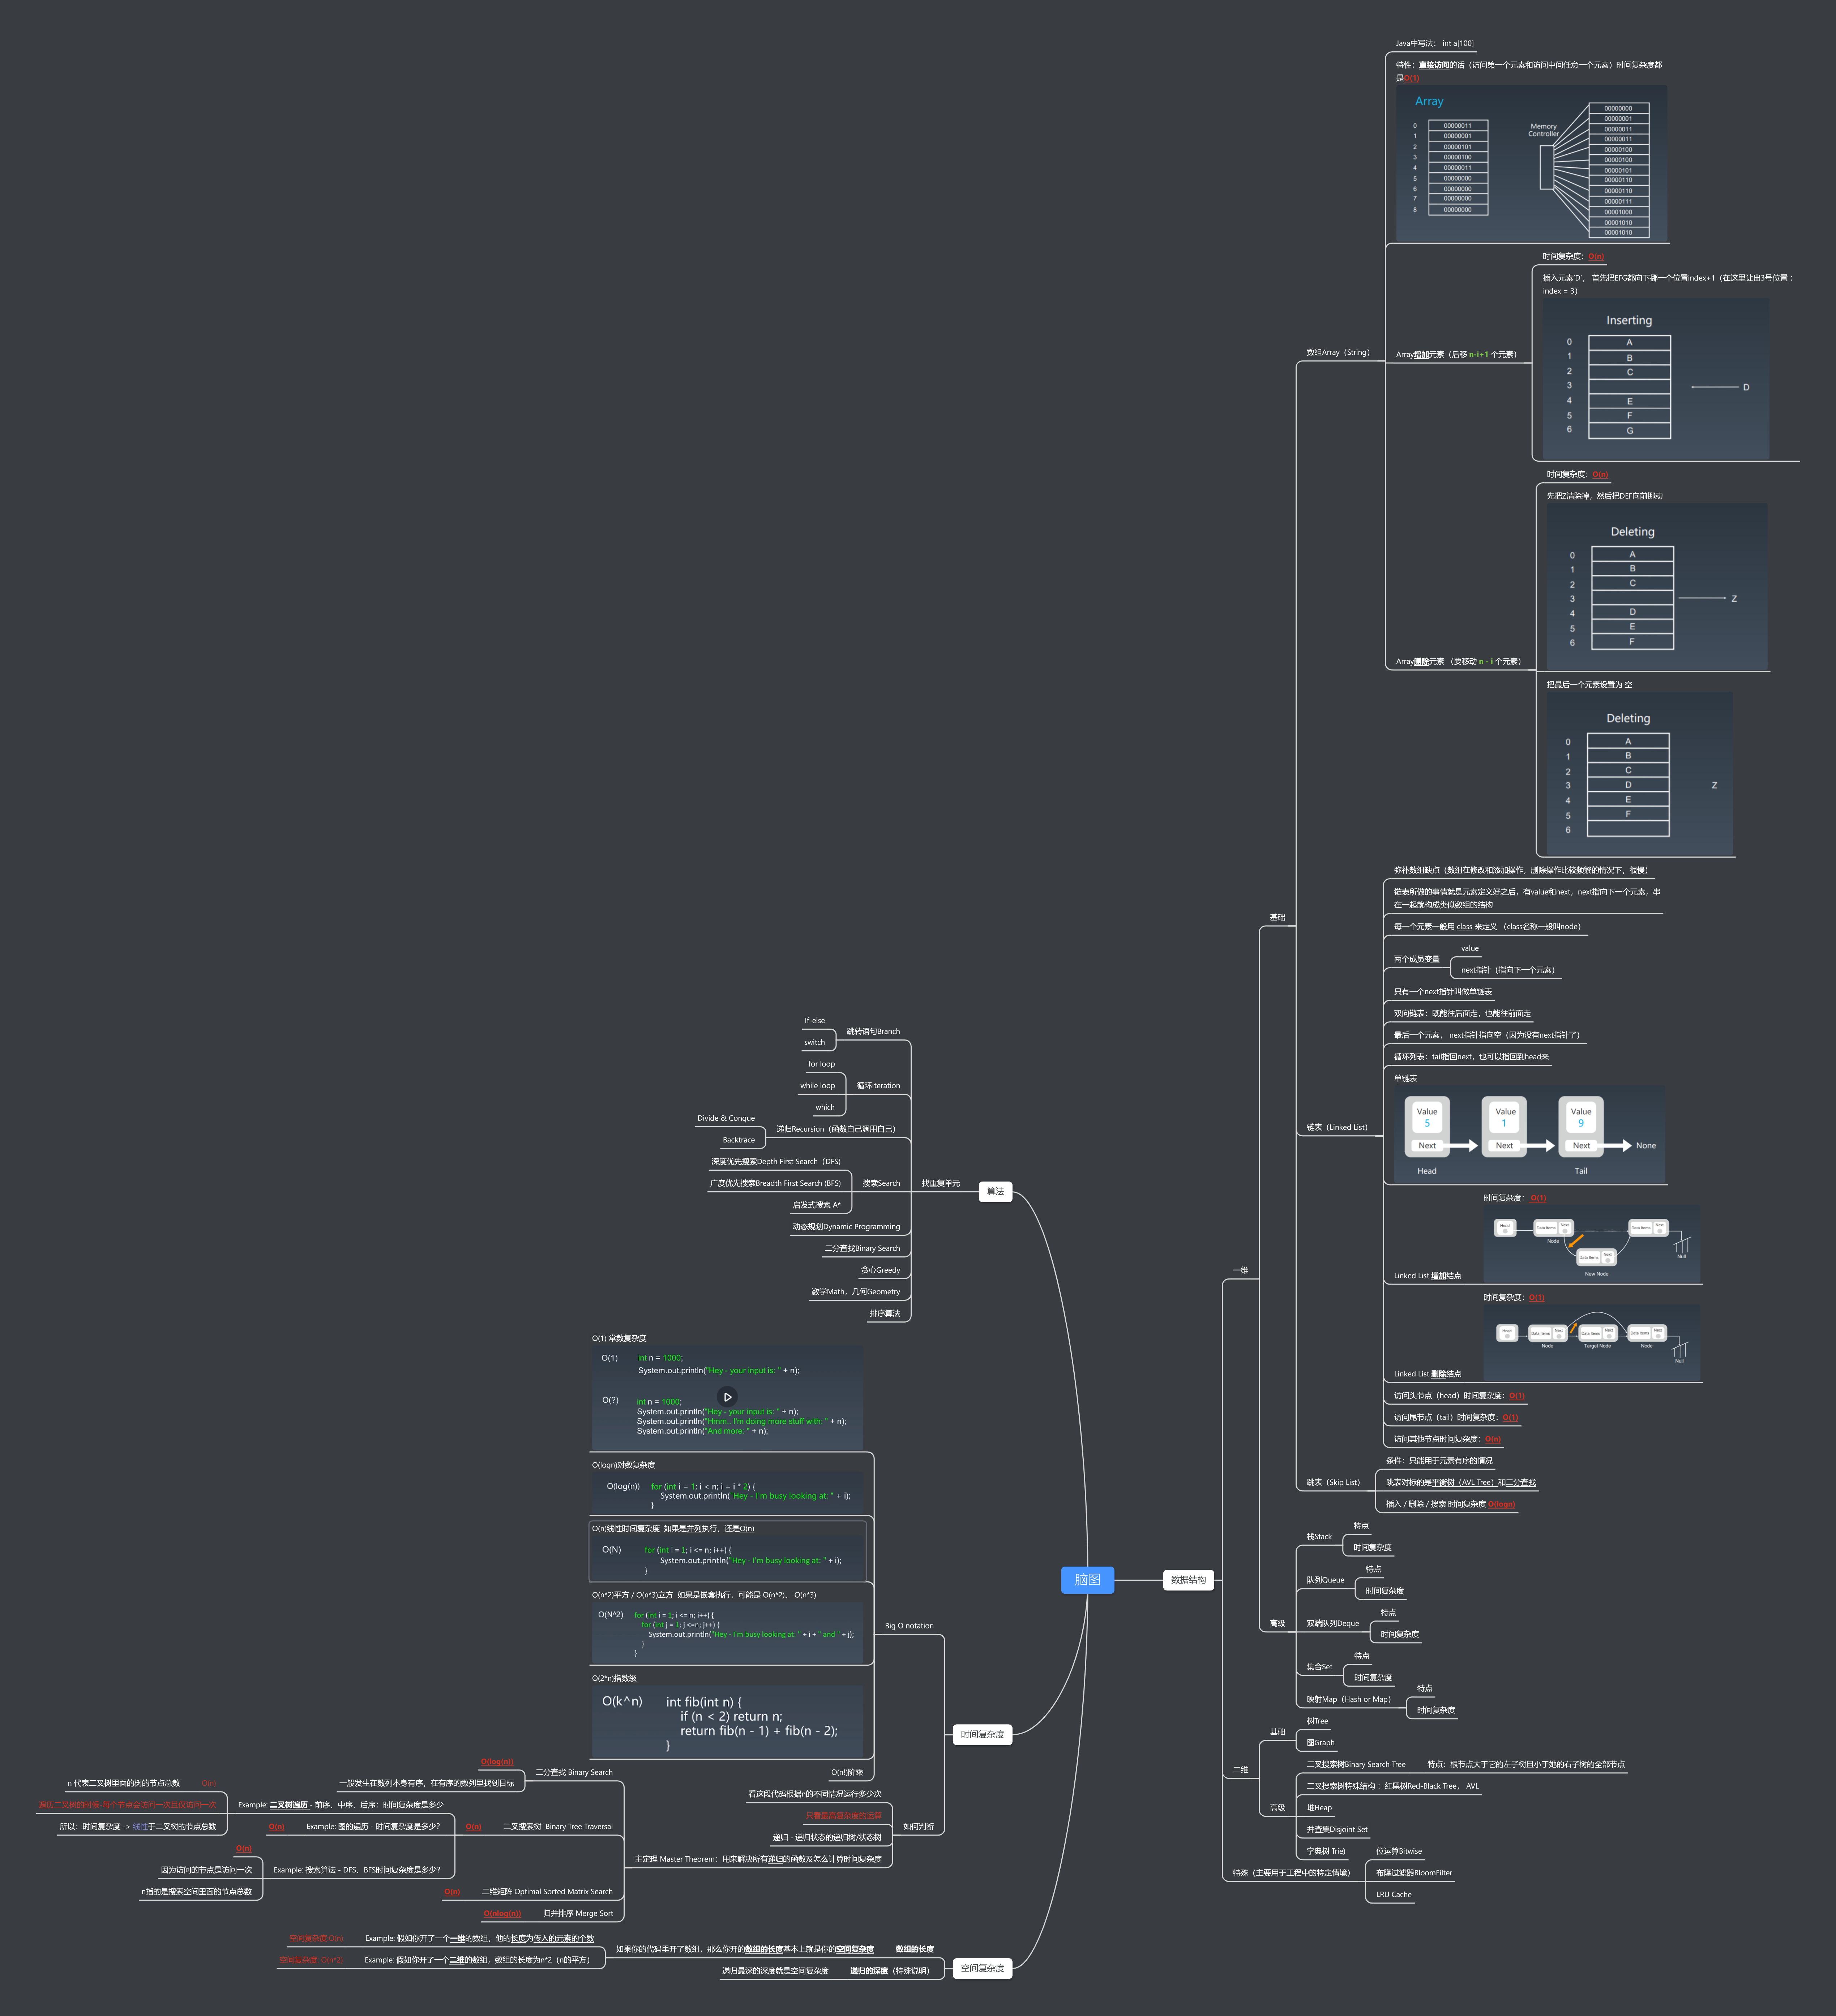 脑图
数据结构
一维
基础
数组Array（String）
Java中写法： int a[100]
特性：直接访问的话（访问第一个元素和访问中间任意一个元素）时间复杂度都
是O(1)
Array
0 00000011
1 00000001
2 00000101
3 00000100
4 00000011
5 00000000
6 00000000
7 00000000
8 00000000
Memory
Controller
00000000
00000001
00000011
00000011
00000100
00000100
00000101
00000110
00000110
00000111
00001000
00001010
00001010
Array增加元素（后移 n-i+1 个元素）
时间复杂度：O(n)
插入元素‘D’， 首先把EFG都向下挪一个位置index+1（在这里让出3号位置：
index = 3）
Inserting
0 A
1 B
2 C
3
D
4 E
5 F
6 G
Array删除元素 （要移动 n - i 个元素）
时间复杂度：O(n)
先把Z清除掉，然后把DEF向前挪动
Deleting
0 A
1 B
2 C
3
Z
4 D
5 E
6 F
把最后一个元素设置为 空
Deleting
0 A
1 B
2 C
3 D
Z
4 E
5 F
6
链表（Linked List）
弥补数组缺点（数组在修改和添加操作，删除操作比较频繁的情况下，很慢）
链表所做的事情就是元素定义好之后，有value和next，next指向下一个元素，串
在一起就构成类似数组的结构
每一个元素一般用 class 来定义 （class名称一般叫node）
两个成员变量
value
next指针（指向下一个元素）
只有一个next指针叫做单链表
双向链表：既能往后面走，也能往前面走
最后一个元素， next指针指向空（因为没有next指针了）
循环列表：tail指回next，也可以指回到head来
单链表
Value
5
Next
Head
Value
1
Next
Value
9
Next
Tail
None
Linked List 增加结点
时间复杂度： O(1)
Head
Data Items
Next
Node
Data Items
Next
Data Items
Next
New Node
Null
Linked List 删除结点
时间复杂度：O(1)
Head
Data Items
Next
Node
Data Items
Next
Target Node
Data Items
Next
Node
Null
访问头节点（head）时间复杂度：O(1)
访问尾节点（tail）时间复杂度：O(1)
访问其他节点时间复杂度：O(n)
跳表（Skip List）
条件：只能用于元素有序的情况
跳表对标的是平衡树（AVL Tree）和二分查找
插入 / 删除 / 搜索 时间复杂度 O(logn)
高级
栈Stack
特点
时间复杂度
队列Queue
特点
时间复杂度
双端队列Deque
特点
时间复杂度
集合Set
特点
时间复杂度
映射Map（Hash or Map）
特点
时间复杂度
二维
基础
树Tree
图Graph
高级
二叉搜索树Binary Search Tree
特点：根节点大于它的左子树且小于她的右子树的全部节点
二叉搜索树特殊结构 ：红黑树Red-Black Tree， AVL
堆Heap
并查集Disjoint Set
字典树 Trie)
特殊（主要用于工程中的特定情境）
位运算Bitwise
布隆过滤器BloomFilter
LRU Cache
算法
找重复单元
跳转语句Branch
If-else
switch
循环Iteration
for loop
while loop
which
递归Recursion（函数自己调用自己）
Divide & Conque
Backtrace
搜索Search
深度优先搜索Depth First Search（DFS)
广度优先搜索Breadth First Search (BFS)
启发式搜索 A*
动态规划Dynamic Programming
二分查找Binary Search
贪心Greedy
数学Math，几何Geometry
排序算法
时间复杂度
Big O notation
O(1) 常数复杂度
O(1) int n = 1000;
System.out.println("Hey - your input is: " + n);
O(?) int n = 1000;
System.out.println("Hey - your input is: " + n);
System.out.println("Hmm.. I'm doing more stuff with: " + n);
System.out.println("And more: " + n);
O(logn)对数复杂度
O(log(n)) for (int i = 1; i < n; i = i * 2) {
System.out.println("Hey - I'm busy looking at: " + i);
}
O(n)线性时间复杂度 如果是并列执行，还是O(n)
O(N) for (int i = 1; i <= n; i++) {
System.out.println("Hey - I'm busy looking at: " + i);
}
O(n*2)平方 / O(n*3)立方 如果是嵌套执行，可能是 O(n*2)、 O(n*3)
O(N^2) for (int i = 1; i <= n; i++) {
for (int j = 1; j <=n; j++) {
System.out.println("Hey - I'm busy looking at: " + i + " and " + j);
}
}
O(2*n)指数级
O(k^n) int fib(int n) {
if (n < 2) return n;
return fib(n - 1) + fib(n - 2);
}
O(n!)阶乘
如何判断
看这段代码根据n的不同情况运行多少次
只看最高复杂度的运算
递归 - 递归状态的递归树/状态树
主定理 Master Theorem：用来解决所有递归的函数及怎么计算时间复杂度
二分查找 Binary Search
O(log(n))
一般发生在数列本身有序，在有序的数列里找到目标
二叉搜索树 Binary Tree Traversal
O(n)
Example: 二叉树遍历 - 前序、中序、后序：时间复杂度是多少
O(n)
n 代表二叉树里面的树的节点总数
遍历二叉树的时候-每个节点会访问一次且仅访问一次
所以：时间复杂度 -> 线性于二叉树的节点总数
Example: 图的遍历 - 时间复杂度是多少？
O(n)
Example: 搜索算法 - DFS、BFS时间复杂度是多少？
O(n)
因为访问的节点是访问一次
n指的是搜索空间里面的节点总数
二维矩阵 Optimal Sorted Matrix Search
O(n)
归并排序 Merge Sort
O(nlog(n))
空间复杂度
数组的长度
如果你的代码里开了数组，那么你开的数组的长度基本上就是你的空间复杂度
Example: 假如你开了一个一维的数组，他的长度为传入的元素的个数
空间复杂度:O(n)
Example: 假如你开了一个二维的数组，数组的长度为n*2（n的平方）
空间复杂度: O(n*2)
递归的深度（特殊说明）
递归最深的深度就是空间复杂度